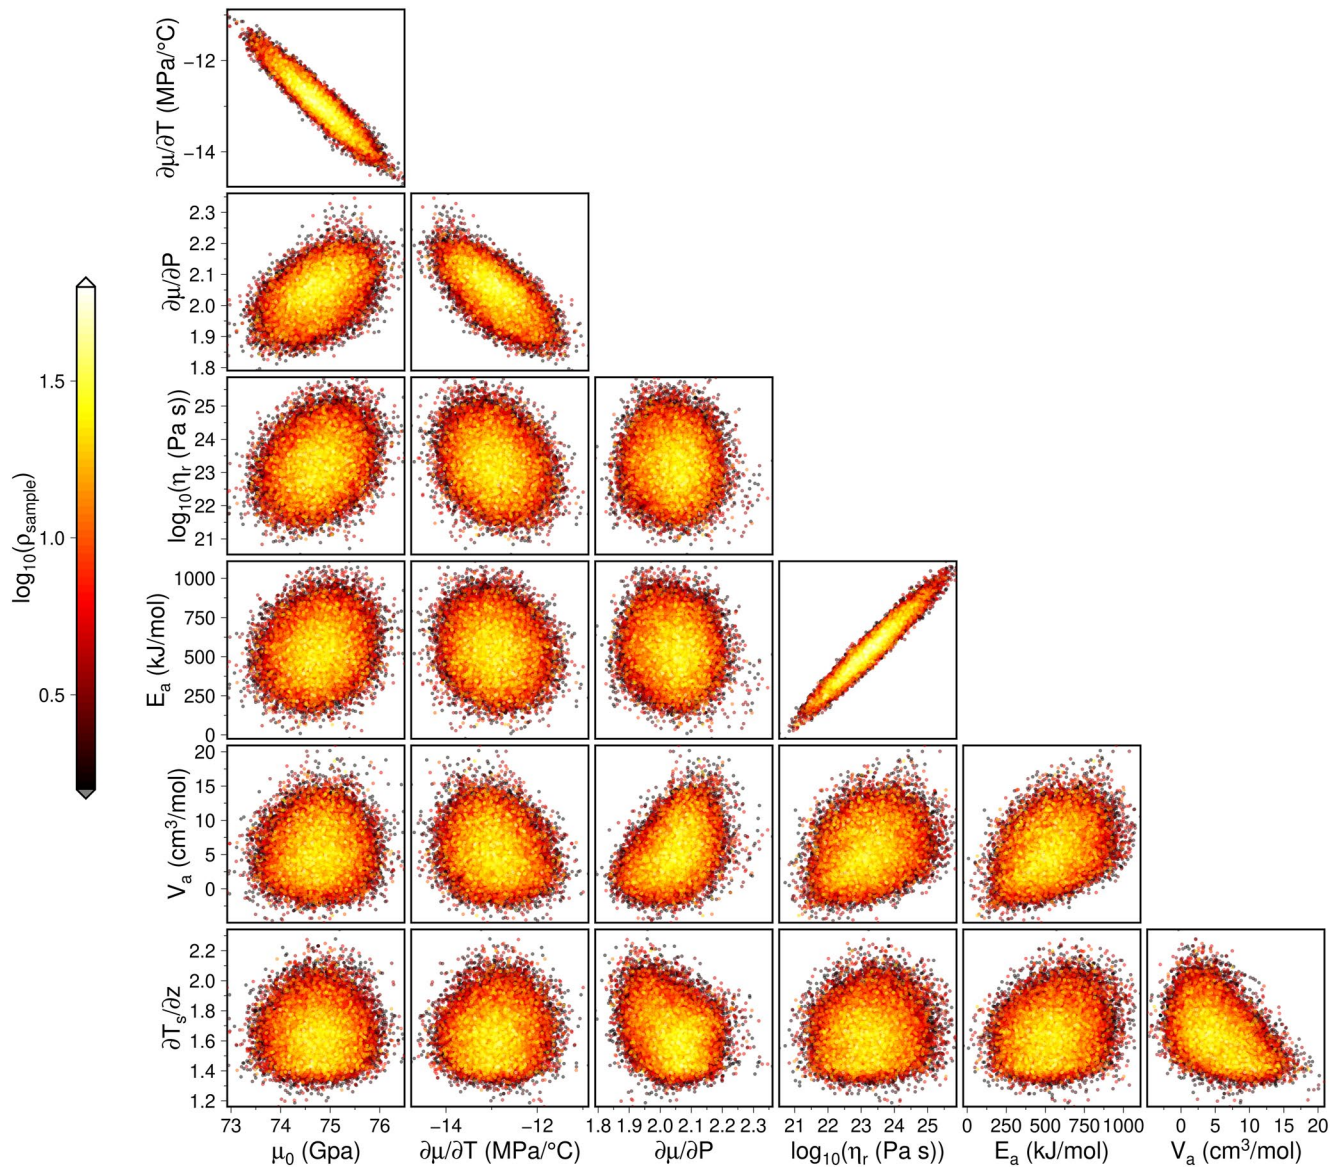 ∂μ/∂T (MPa/°C)
−12
−14
∂μ/∂P
2.3
2.2
2.1
2.0
1.9
1.8
log₁₀(ρsample)
1.5
1.0
0.5
log₁₀(ηᵣ (Pa s))
25
24
23
22
21
Eₐ (kJ/mol)
1000
750
500
250
0
Vₐ (cm³/mol)
20
15
10
5
0
∂Tₛ/∂z
2.2
2.0
1.8
1.6
1.4
1.2
73 74 75 76
−14 −12
1.8 1.9 2.0 2.1 2.2 2.3
21 22 23 24 25
0 250 500 750 1000
0 5 10 15 20
μ₀ (Gpa)
∂μ/∂T (MPa/°C)
∂μ/∂P
log₁₀(ηᵣ (Pa s))
Eₐ (kJ/mol)
Vₐ (cm³/mol)